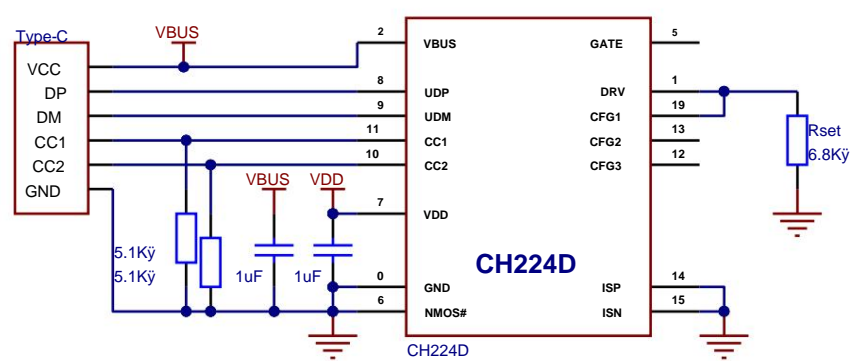 Type-C
VBUS
VCC
DP
DM
CC1
CC2
GND
2
8
9
11
10
7
0
6
VBUS
UDP
UDM
CC1
CC2
VDD
GND
NMOS#
GATE
DRV
CFG1
CFG2
CFG3
ISP
ISN
5
1
19
13
12
14
15
CH224D
CH224D
Rset
6.8Kÿ
VBUS
VDD
5.1Kÿ
5.1Kÿ
1uF
1uF